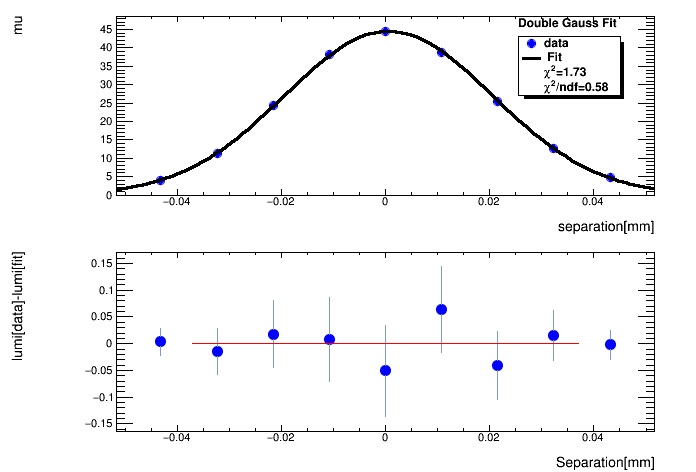 mu
Double Gauss Fit
data
Fit
χ²=1.73
χ²/ndf=0.58
45
40
35
30
25
20
15
10
5
0
−0.04 −0.02 0 0.02 0.04
separation[mm]
lumi[data]-lumi[fit]
0.15
0.1
0.05
0
−0.05
−0.1
−0.15
−0.04 −0.02 0 0.02 0.04
Separation[mm]